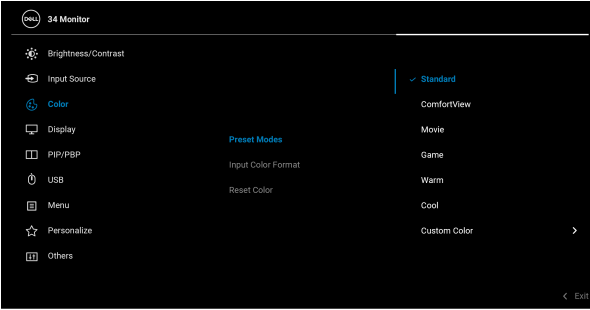 DELL
34 Monitor
Brightness/Contrast
Input Source
Color
Display
PIP/PBP
USB
Menu
Personalize
Others
Preset Modes
Input Color Format
Reset Color
Standard
ComfortView
Movie
Game
Warm
Cool
Custom Color
Exit